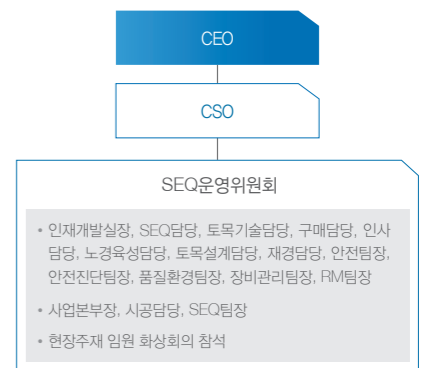 CEO
CSO
SEQ운영위원회
• 인재개발실장, SEQ담당, 토목기술담당, 구매담당, 인사
담당, 노경육성담당, 토목설계담당, 재경담당, 안전팀장,
안전진단팀장, 품질환경팀장, 장비관리팀장, RM팀장
• 사업본부장, 시공담당, SEQ팀장
• 현장주재 임원 화상회의 참석